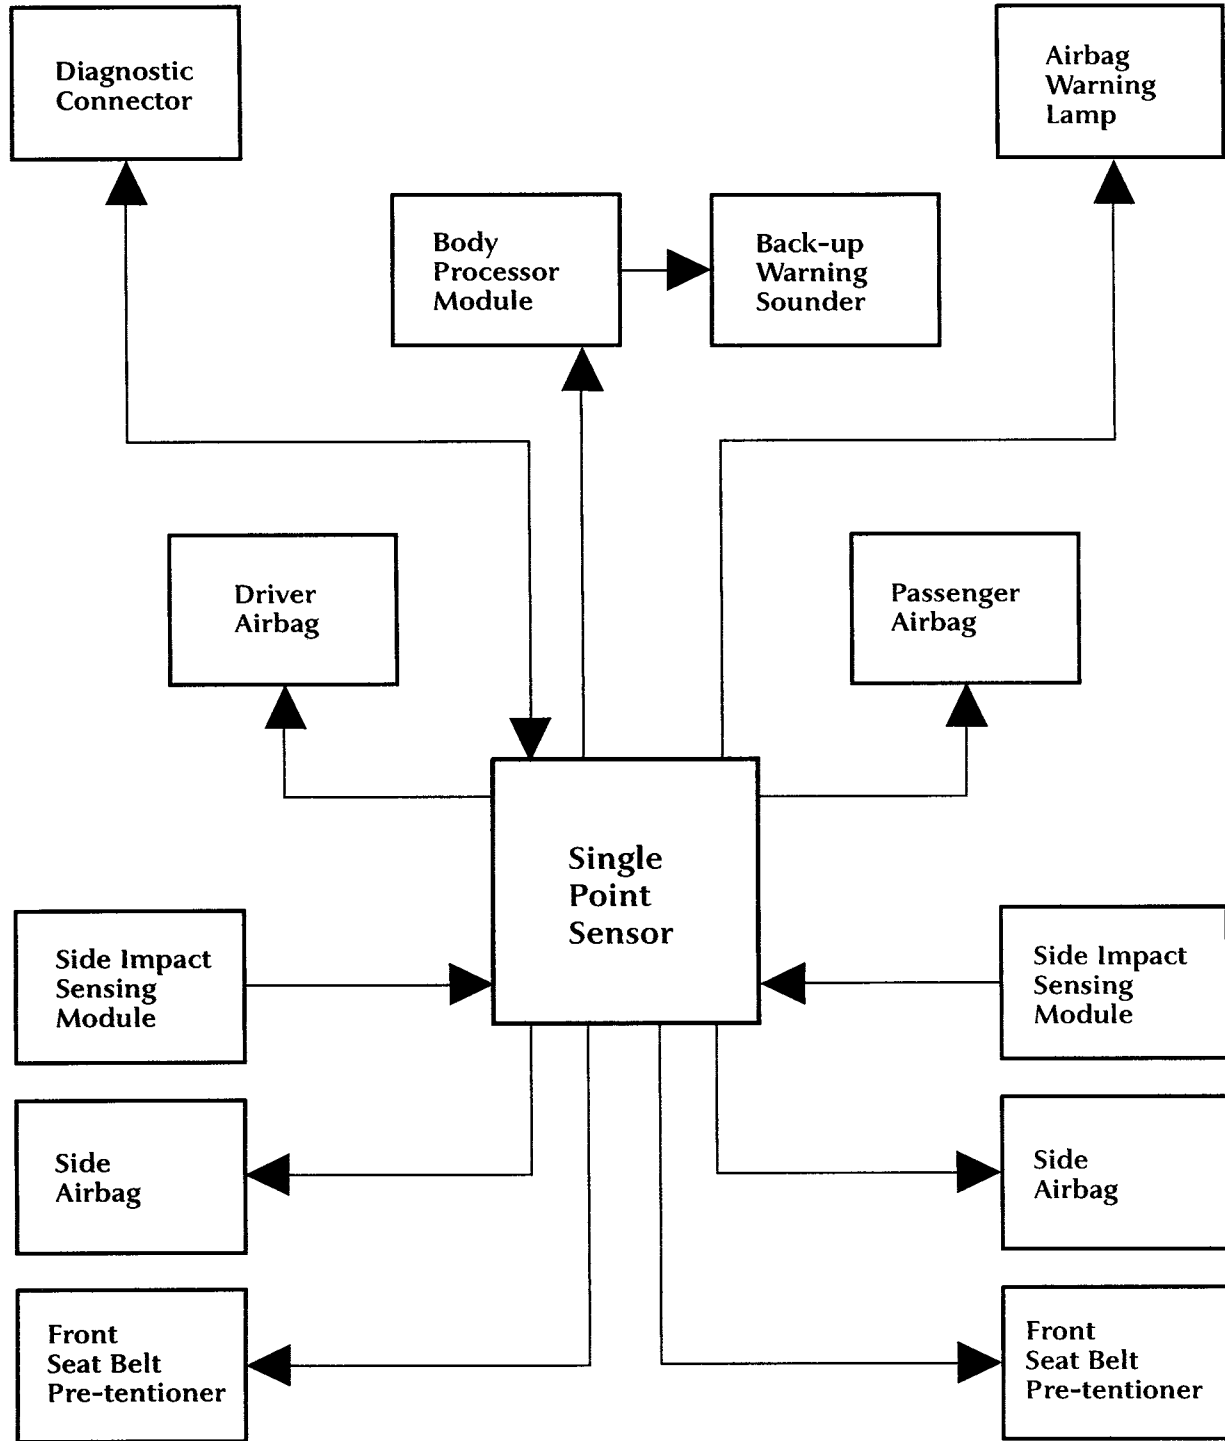 Diagnostic
Connector
Airbag
Warning
Lamp
Body
Processor
Module
Back-up
Warning
Sounder
Driver
Airbag
Passenger
Airbag
Single
Point
Sensor
Side Impact
Sensing
Module
Side Impact
Sensing
Module
Side
Airbag
Side
Airbag
Front
Seat Belt
Pre-tentioner
Front
Seat Belt
Pre-tentioner